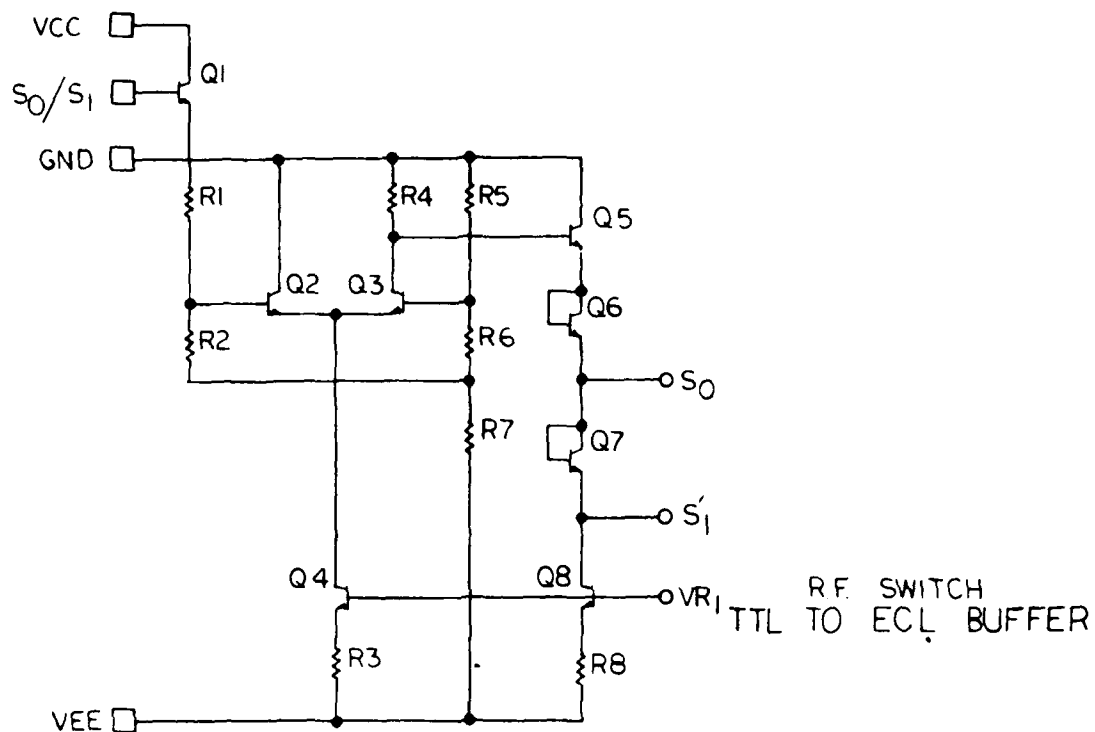 VCC
Q1
S0/S1
GND
R1
R4
R5
Q5
Q2
Q3
Q6
R2
R6
S0
R7
Q7
S'1
Q4
Q8
VR1
R.F. SWITCH
TTL TO ECL BUFFER
R3
R8
VEE